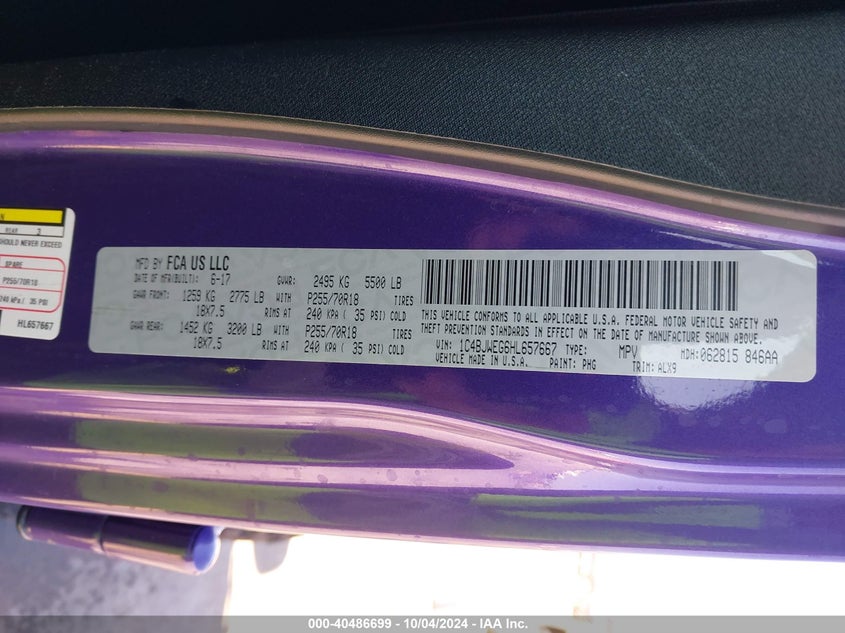 N
REAR 3
SHOULD NEVER EXCEED
SPARE
P255/70R18
240 kPa ( 35 PSI)
HL657667
MFD BY FCA US LLC
DATE OF MFR(BUILT): 6-17 GVWR: 2495 KG 5500 LB
GAWR FRONT: 1259 KG 2775 LB WITH P255/70R18 TIRES
18X7.5 RIMS AT 240 KPA ( 35 PSI) COLD
GAWR REAR: 1452 KG 3200 LB WITH P255/70R18 TIRES
18X7.5 RIMS AT 240 KPA ( 35 PSI) COLD
THIS VEHICLE CONFORMS TO ALL APPLICABLE U.S.A. FEDERAL MOTOR VEHICLE SAFETY AND
THEFT PREVENTION STANDARDS IN EFFECT ON THE DATE OF MANUFACTURE SHOWN ABOVE.
VIN: 1C4BJWEG6HL657667 TYPE: MPV MDH: 062815 846AA
VEHICLE MADE IN U.S.A. PAINT: PHG TRIM: ALX9
000-40486699 - 10/04/2024 - IAA Inc.